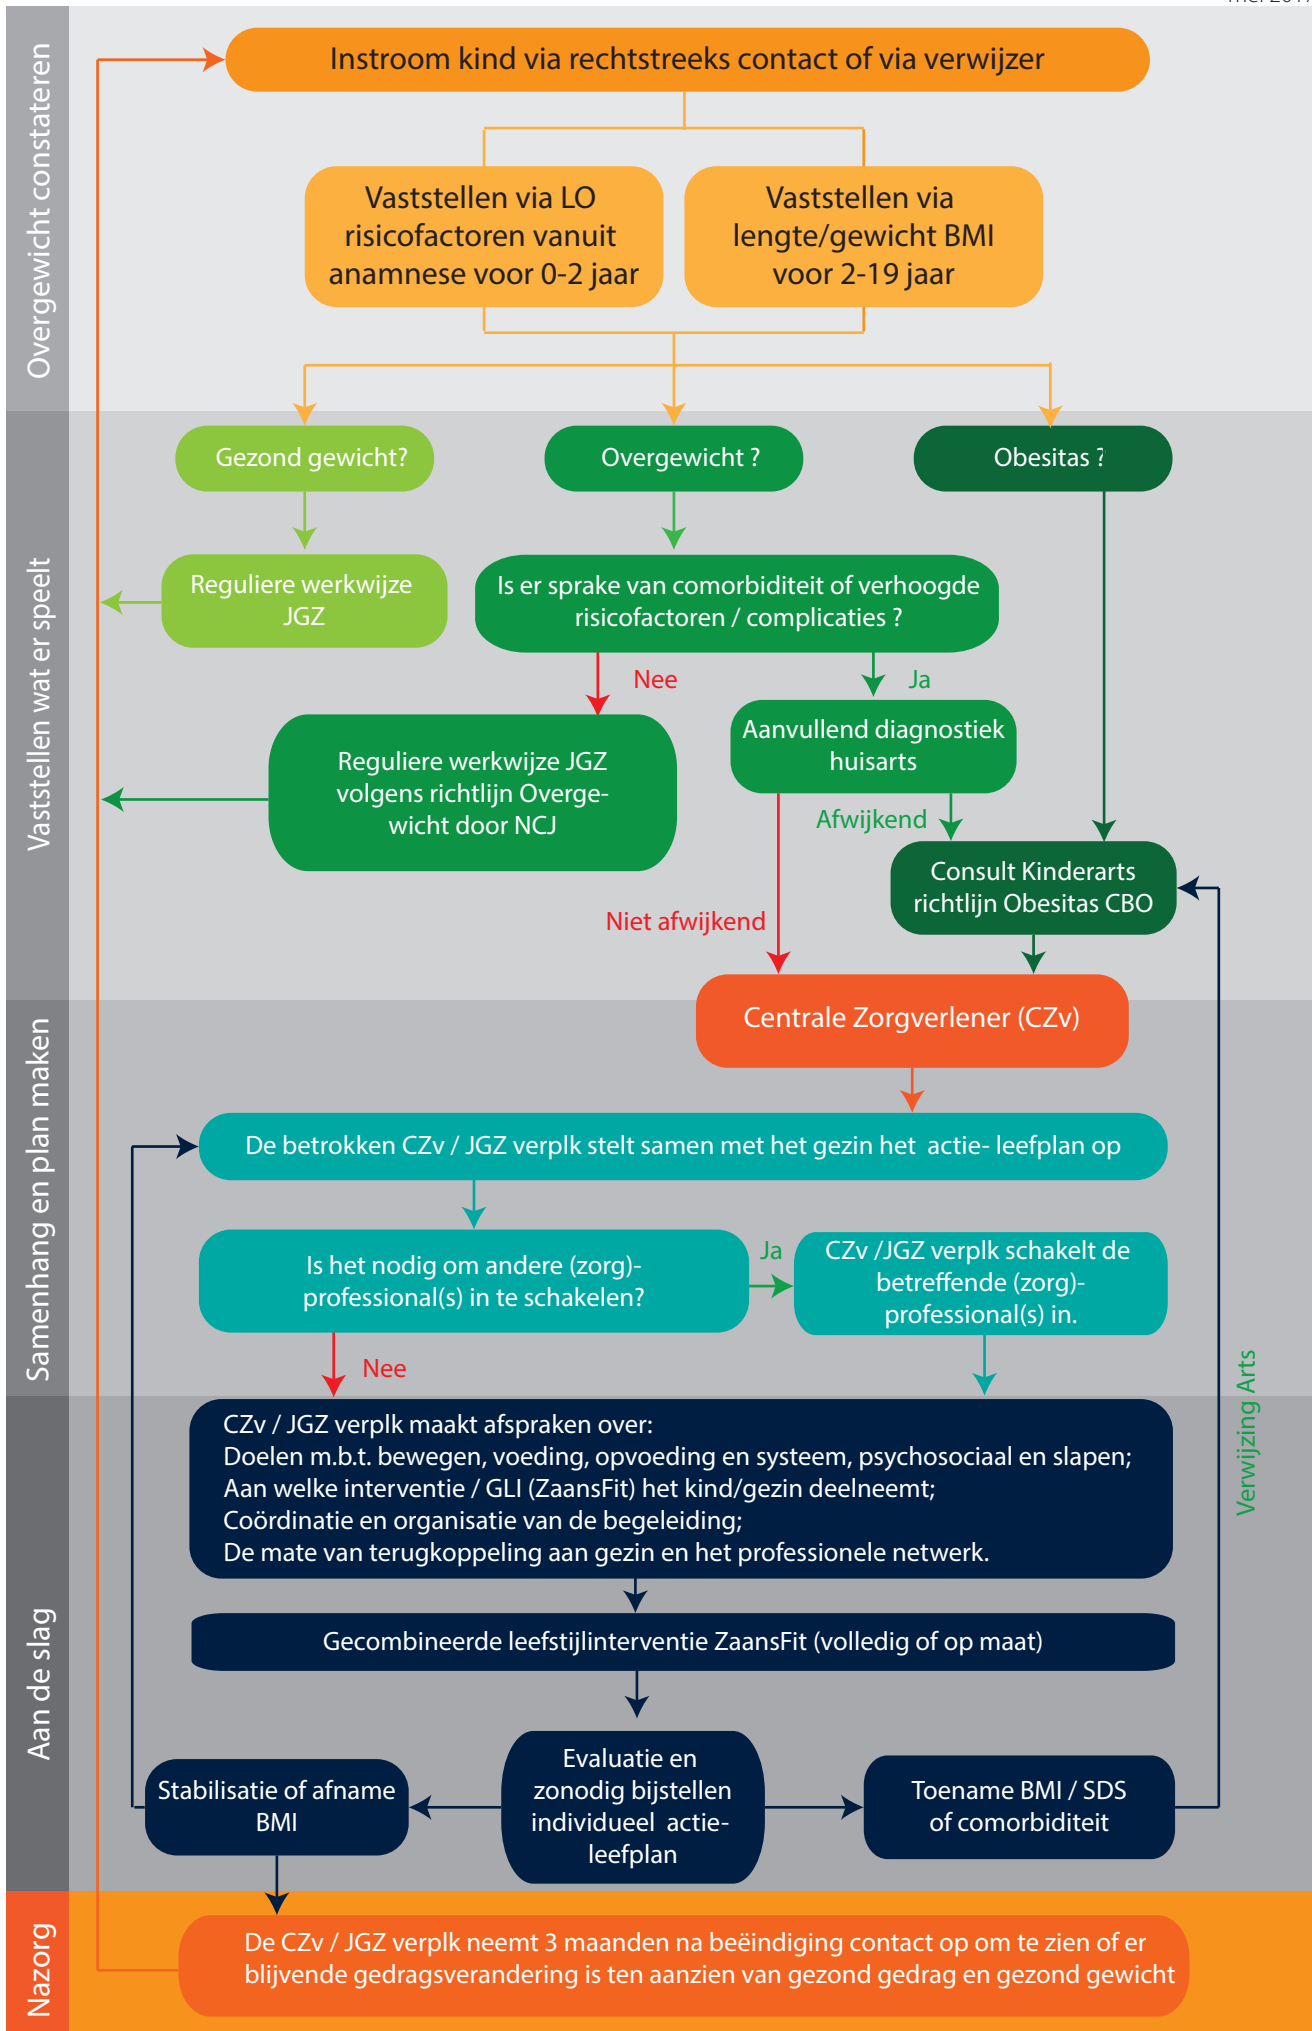 mei 2017
Overgewicht constateren
Instroom kind via rechtstreeks contact of via verwijzer
Vaststellen via LO
risicofactoren vanuit
anamnese voor 0-2 jaar
Vaststellen via
lengte/gewicht BMI
voor 2-19 jaar
Vaststellen wat er speelt
Gezond gewicht?
Overgewicht ?
Obesitas ?
Reguliere werkwijze
JGZ
Is er sprake van comorbiditeit of verhoogde
risicofactoren / complicaties ?
Nee
Ja
Reguliere werkwijze JGZ
volgens richtlijn Overge-
wicht door NCJ
Aanvullend diagnostiek
huisarts
Afwijkend
Niet afwijkend
Consult Kinderarts
richtlijn Obesitas CBO
Centrale Zorgverlener (CZv)
Samenhang en plan maken
De betrokken CZv / JGZ verplk stelt samen met het gezin het actie- leefplan op
Is het nodig om andere (zorg)-
professional(s) in te schakelen?
Ja
CZv /JGZ verplk schakelt de
betreffende (zorg)-
professional(s) in.
Nee
Verwijzing Arts
Aan de slag
CZv / JGZ verplk maakt afspraken over:
Doelen m.b.t. bewegen, voeding, opvoeding en systeem, psychosociaal en slapen;
Aan welke interventie / GLI (ZaansFit) het kind/gezin deelneemt;
Coördinatie en organisatie van de begeleiding;
De mate van terugkoppeling aan gezin en het professionele netwerk.
Gecombineerde leefstijlinterventie ZaansFit (volledig of op maat)
Stabilisatie of afname
BMI
Evaluatie en
zonodig bijstellen
individueel actie-
leefplan
Toename BMI / SDS
of comorbiditeit
Nazorg
De CZv / JGZ verplk neemt 3 maanden na beëindiging contact op om te zien of er
blijvende gedragsverandering is ten aanzien van gezond gedrag en gezond gewicht